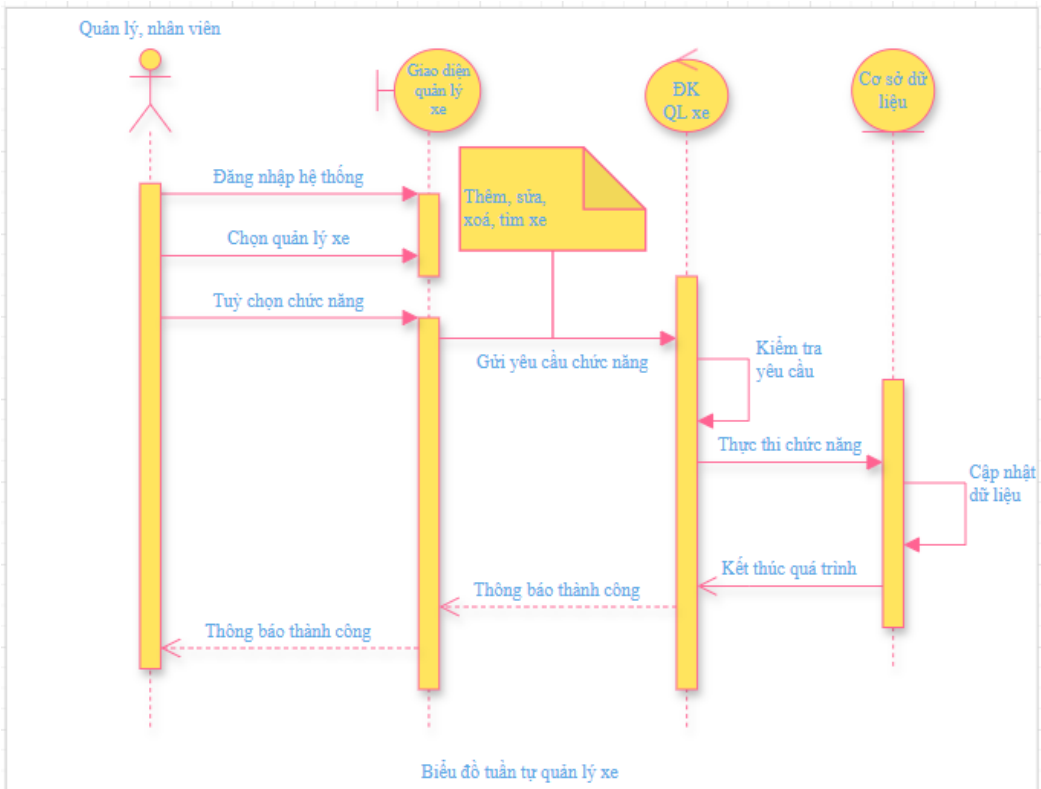 Quản lý, nhân viên
Giao diện
quản lý
xe
ĐK
QL xe
Cơ sở dữ
liệu
Đăng nhập hệ thống
Thêm, sửa,
xoá, tìm xe
Chọn quản lý xe
Tuỳ chọn chức năng
Gửi yêu cầu chức năng
Kiểm tra
yêu cầu
Thực thi chức năng
Cập nhật
dữ liệu
Kết thúc quá trình
Thông báo thành công
Thông báo thành công
Biểu đồ tuần tự quản lý xe